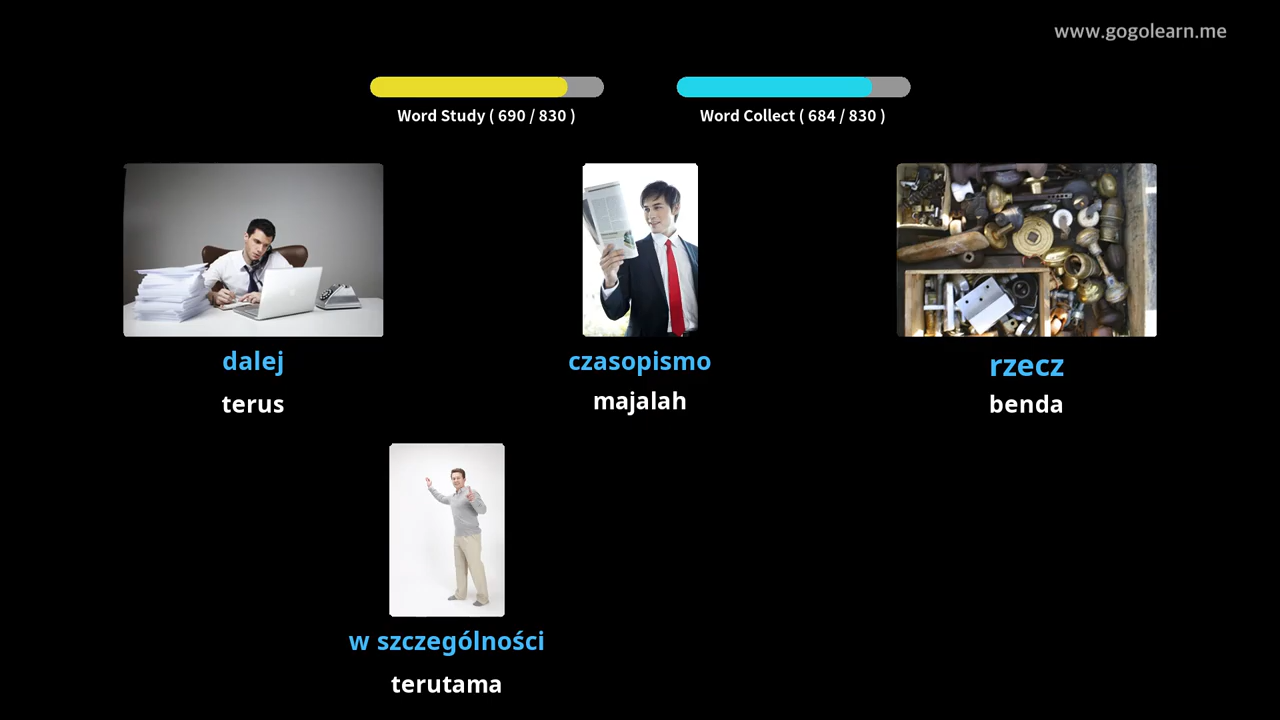 www.gogolearn.me
Word Study ( 690 / 830 )
Word Collect ( 684 / 830 )
dalej
terus
czasopismo
majalah
rzecz
benda
w szczególności
terutama